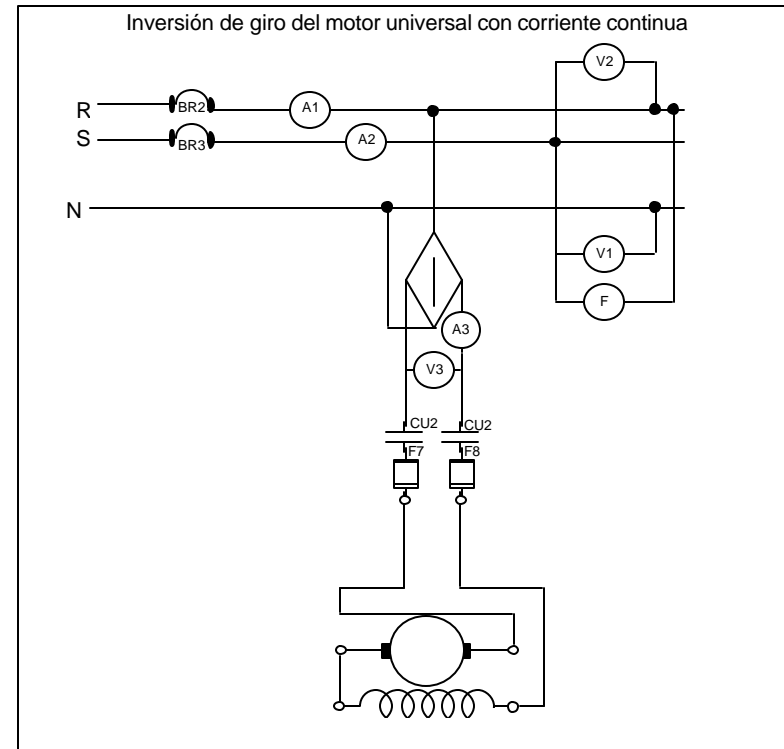 Inversión de giro del motor universal con corriente continua
V2
R
BR2
A1
S
BR3
A2
N
V1
F
A3
V3
CU2
CU2
F7
F8